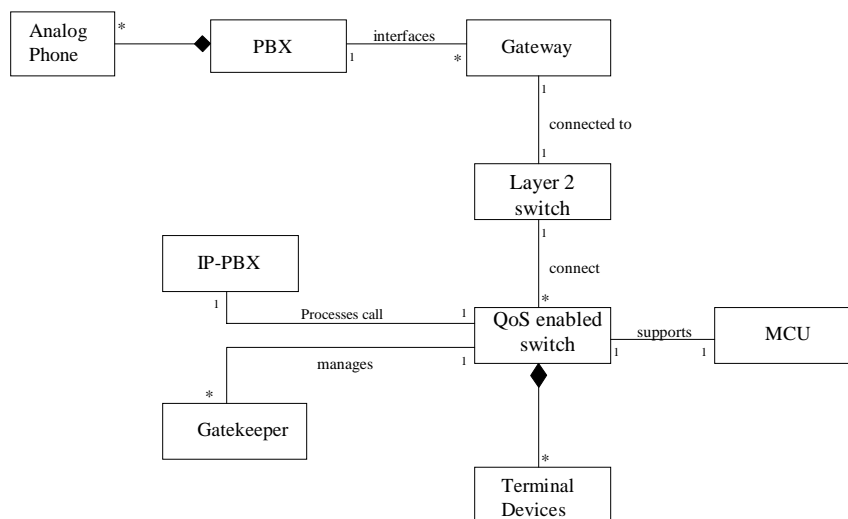 Analog
Phone
*
PBX
1
interfaces
*
Gateway
1
connected to
1
Layer 2
switch
1
connect
*
IP-PBX
1
Processes call
1
QoS enabled
switch
1
supports
1
MCU
manages
1
*
Gatekeeper
*
Terminal
Devices